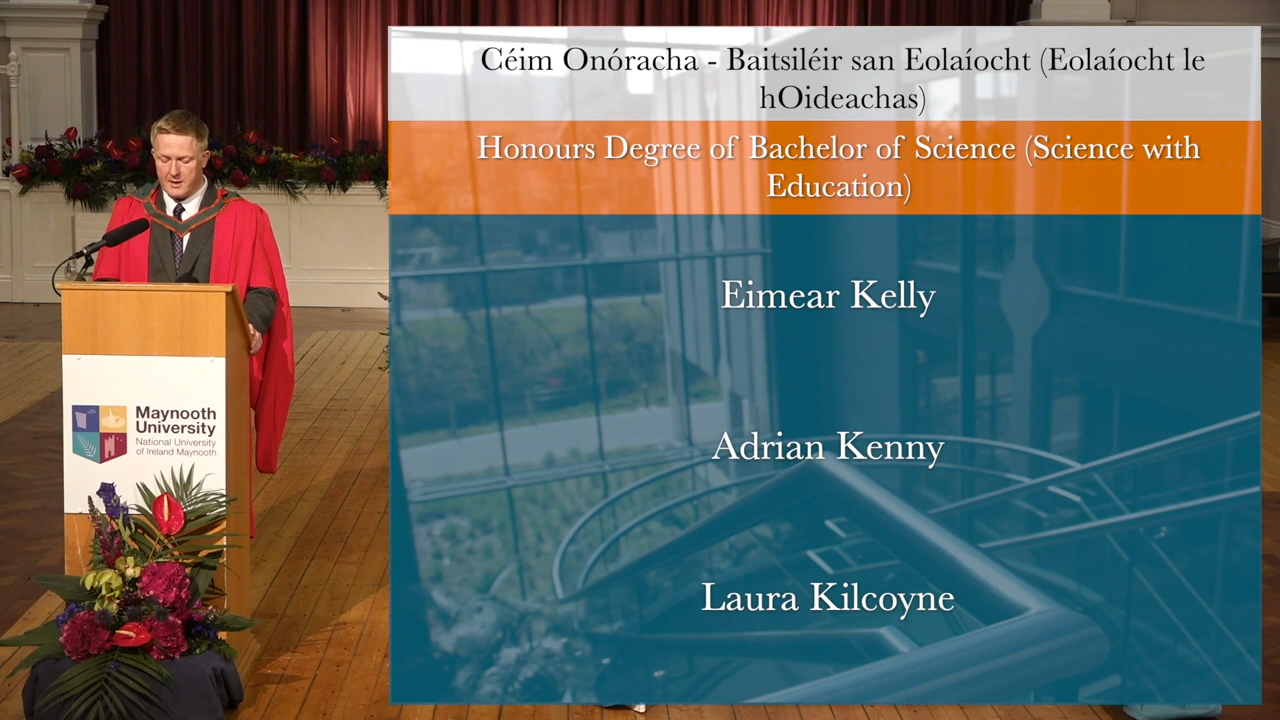 Céim Onóracha - Baitsiléir san Eolaíocht (Eolaíocht le
hOideachas)
Honours Degree of Bachelor of Science (Science with
Education)
Eimear Kelly
Adrian Kenny
Laura Kilcoyne
Maynooth
University
National University
of Ireland Maynooth